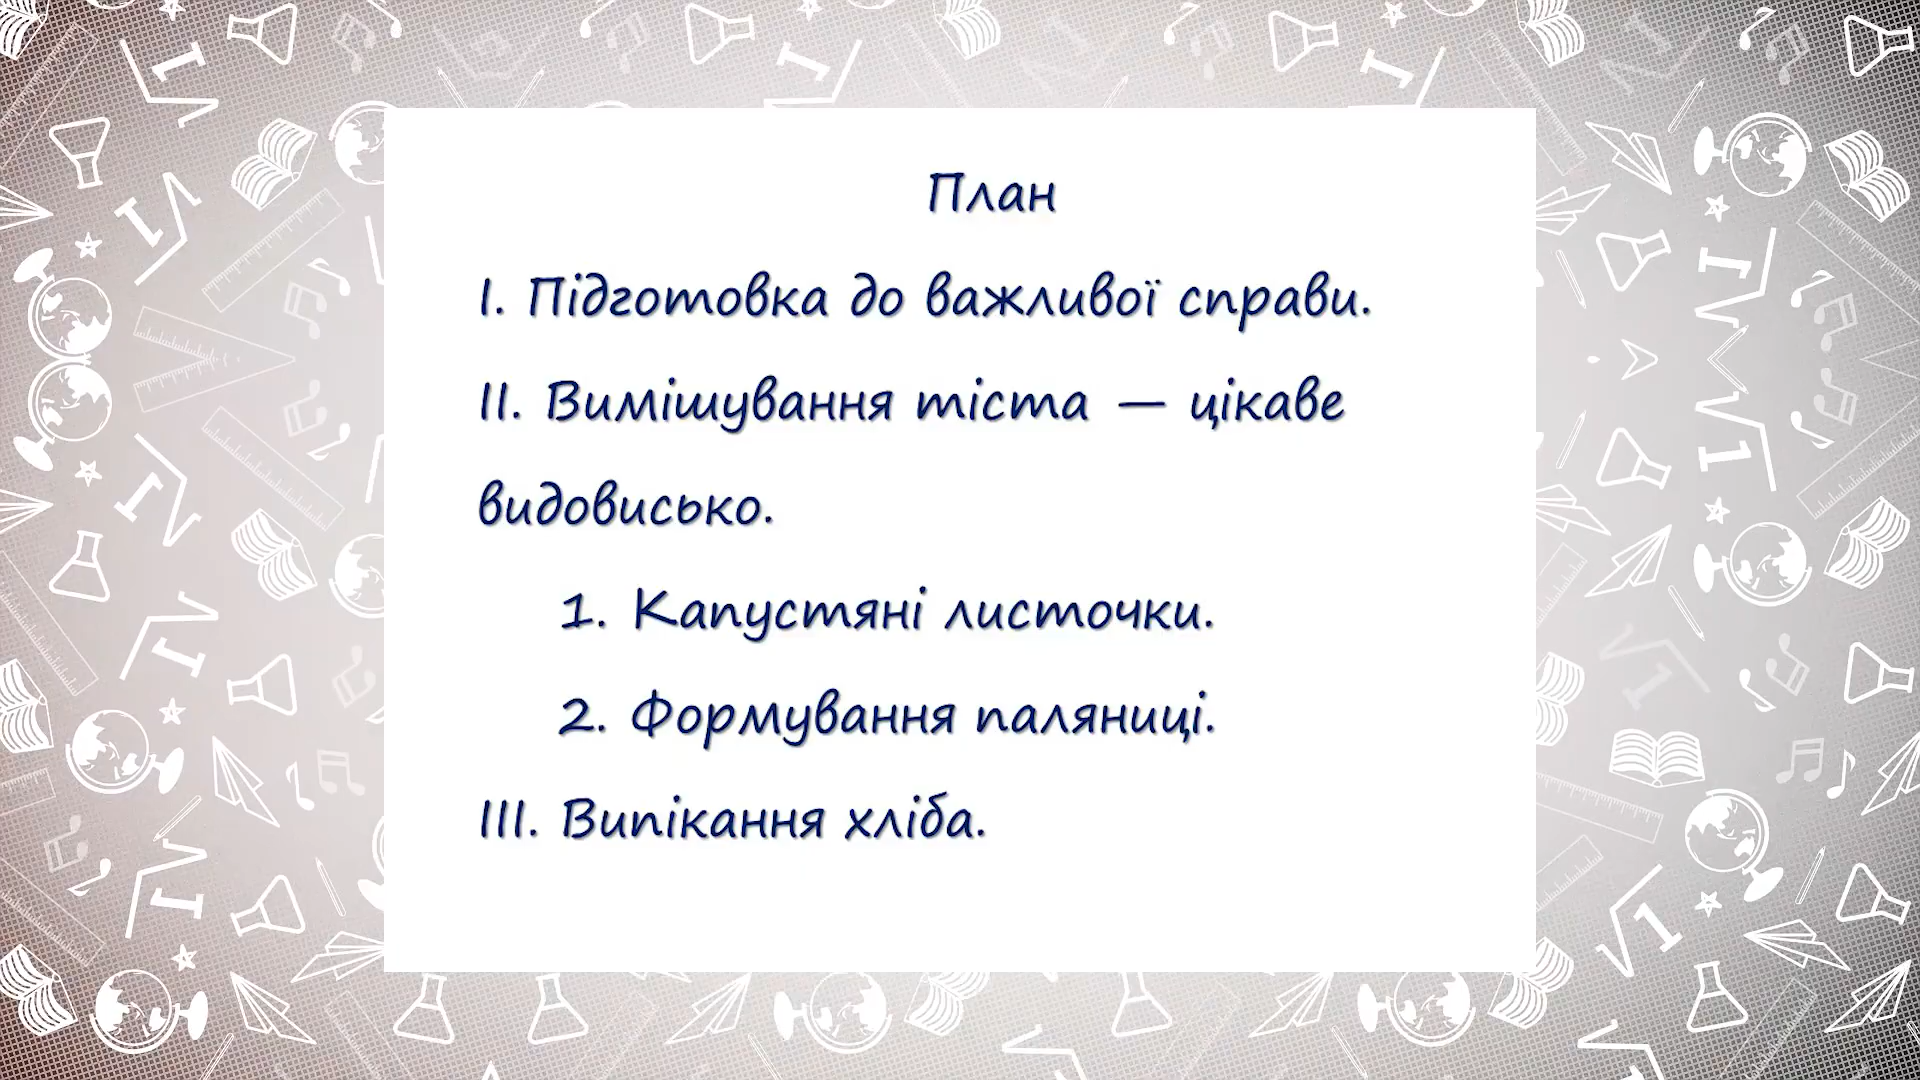 План
І. Підготовка до важливої справи.
ІІ. Вимішування тіста — цікаве
видовисько.
1. Капустяні листочки.
2. Формування паляниці.
ІІІ. Випікання хліба.